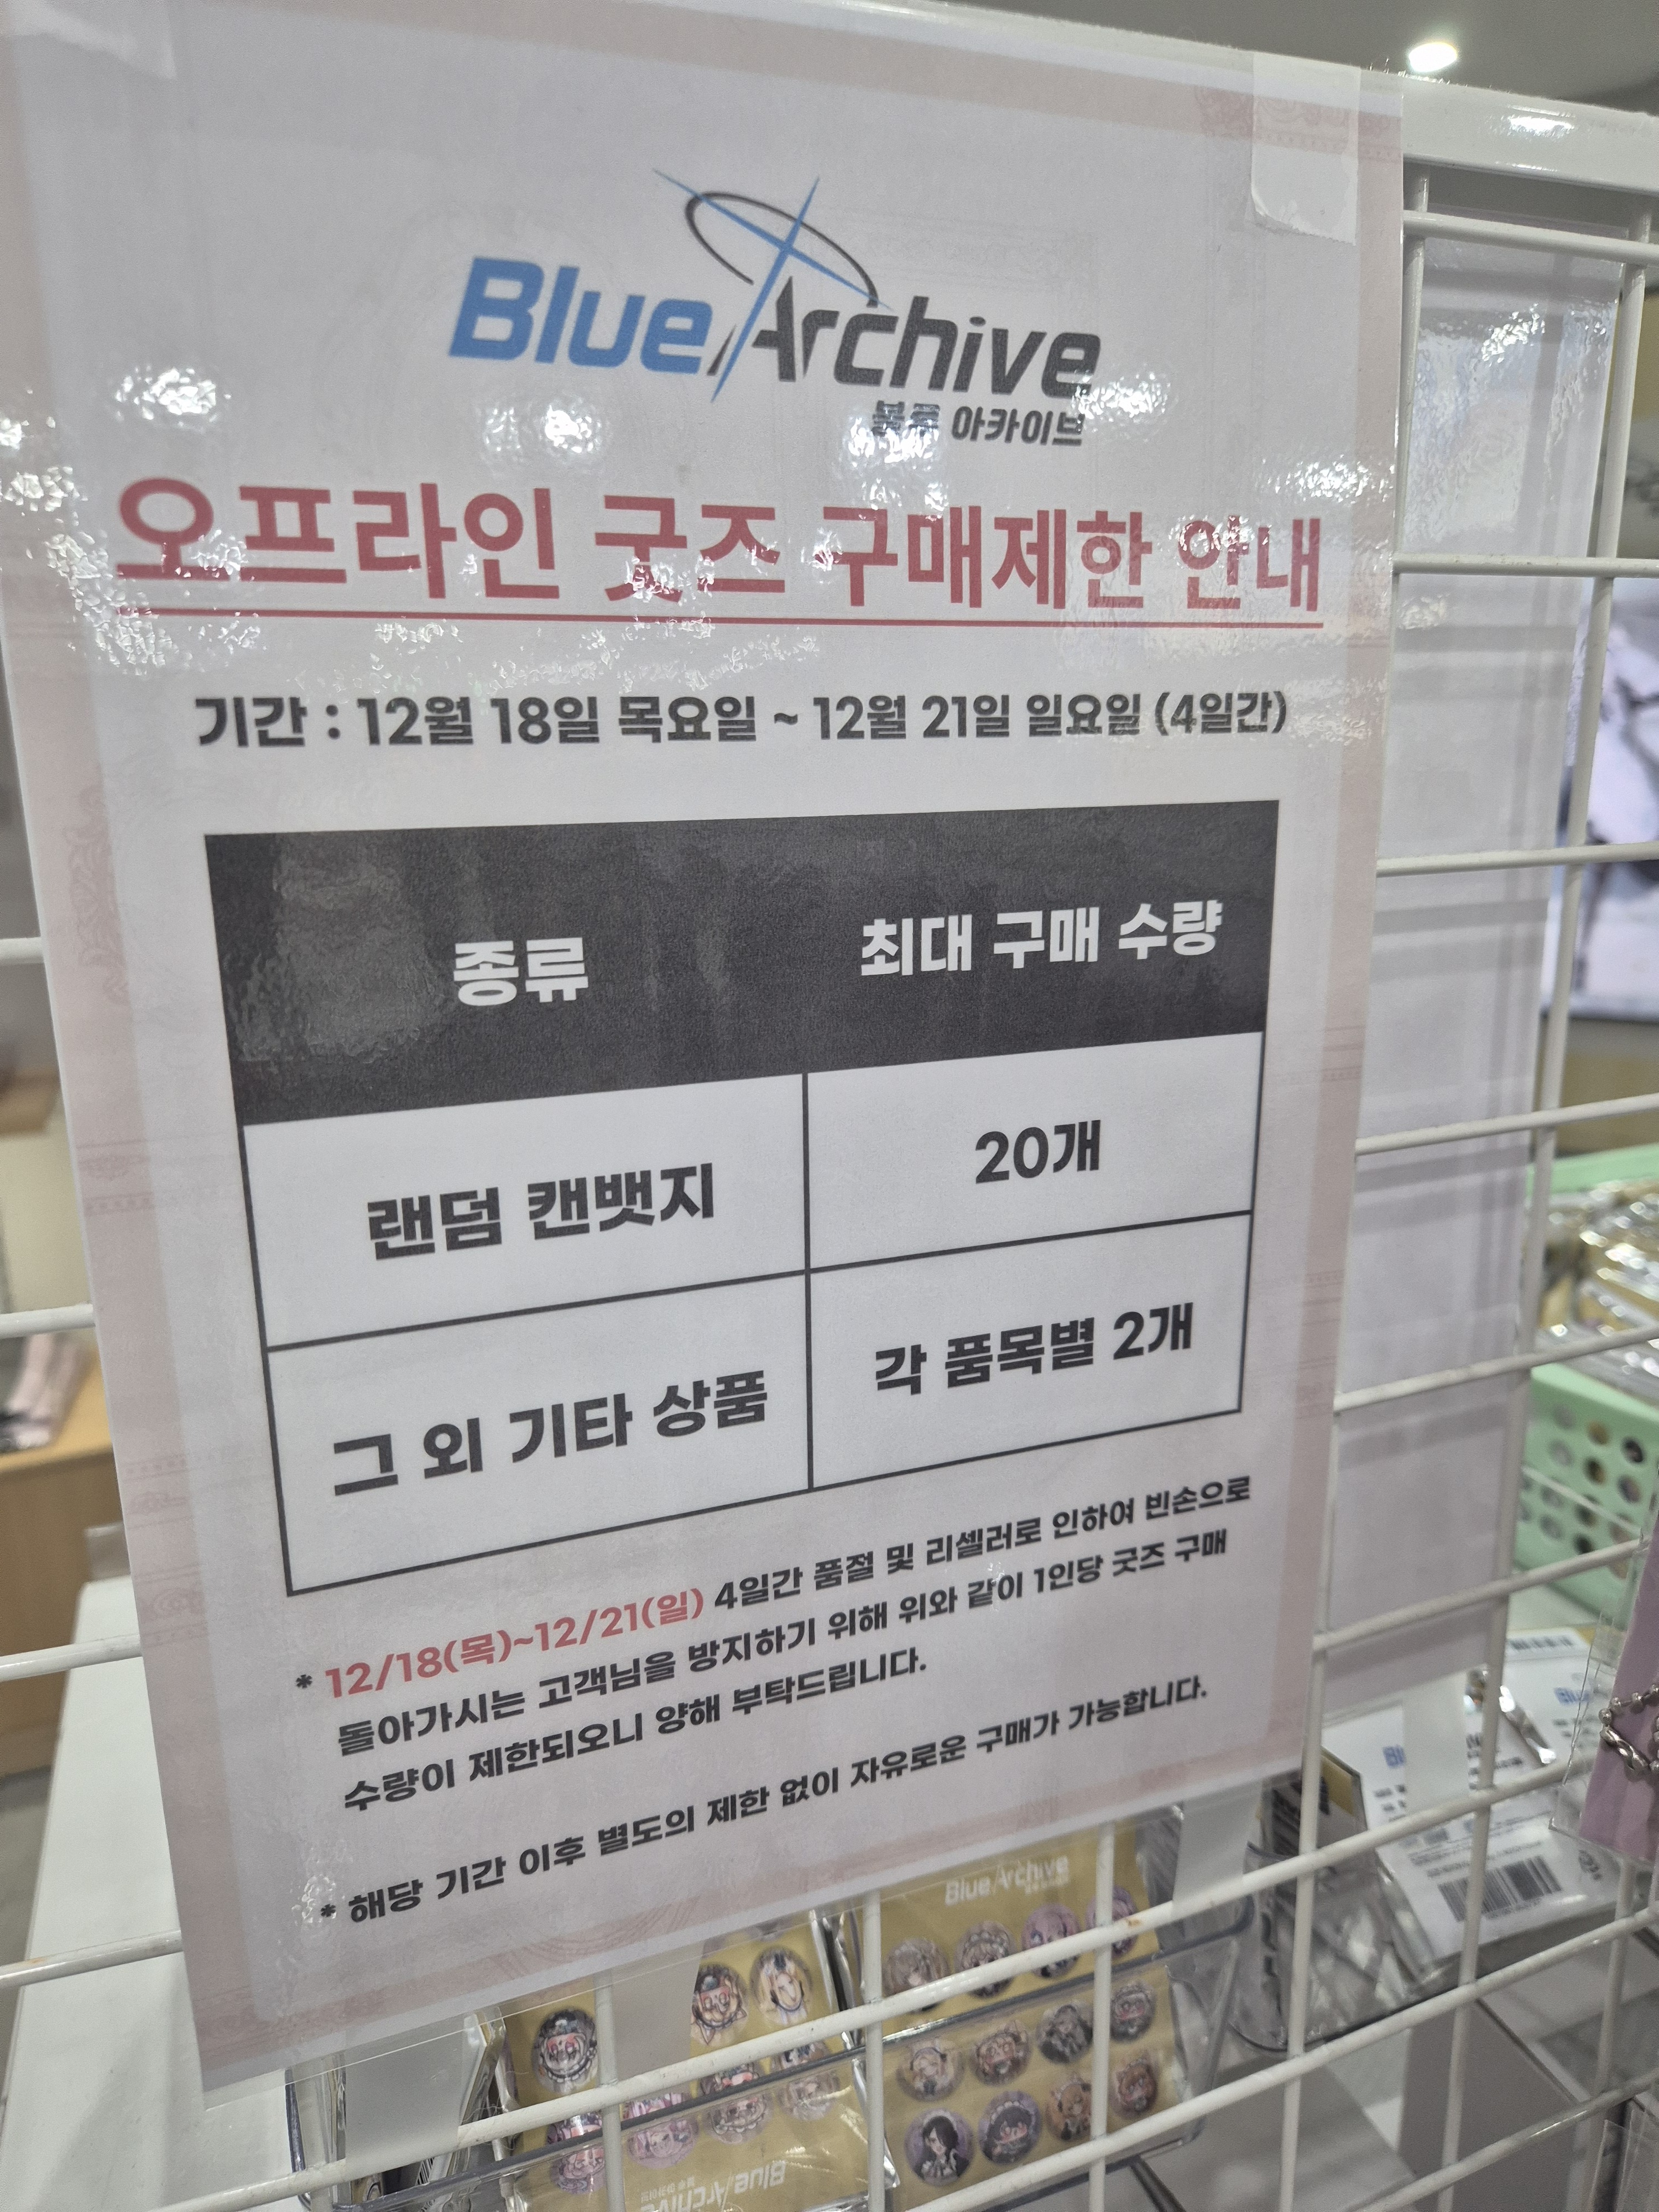 Blue Archive
블루 아카이브
오프라인 굿즈 구매제한 안내
기간 : 12월 18일 목요일 ~ 12월 21일 일요일 (4일간)
종류
최대 구매 수량
랜덤 캔뱃지
20개
그 외 기타 상품
각 품목별 2개
* 12/18(목)~12/21(일) 4일간 품절 및 리셀러로 인하여 빈손으로
돌아가시는 고객님을 방지하기 위해 위와 같이 1인당 굿즈 구매
수량이 제한되오니 양해 부탁드립니다.
* 해당 기간 이후 별도의 제한 없이 자유로운 구매가 가능합니다.
Blue Archive
Blue Archive